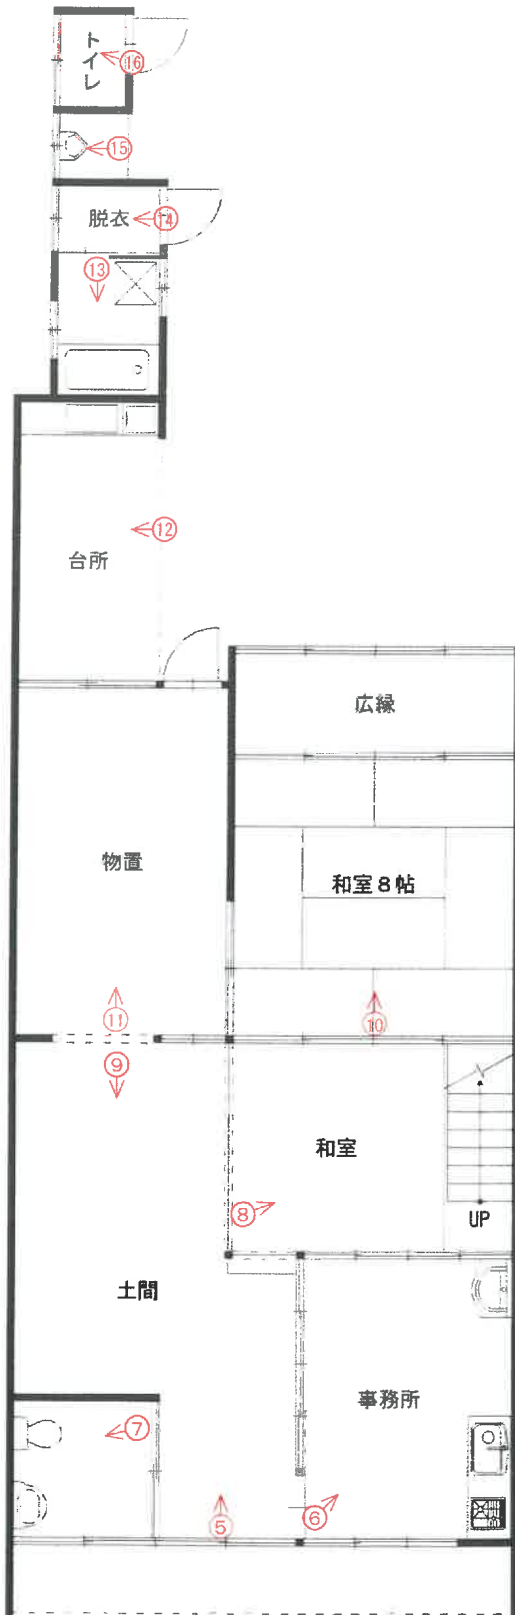 トイレ
⑯
⑮
脱衣
⑭
⑬
⑫
台所
広縁
物置
和室8帖
⑪
⑩
⑨
和室
⑧
UP
土間
事務所
⑦
⑤
⑥